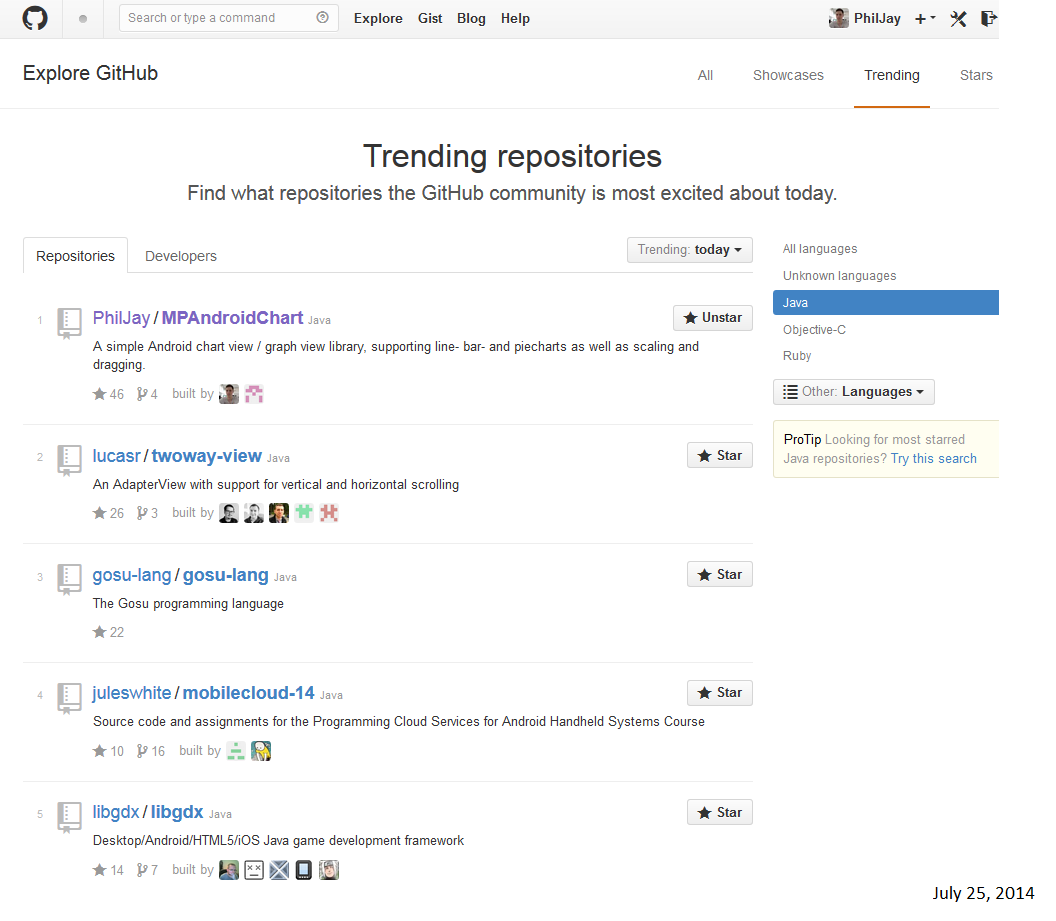 Search or type a command
Explore Gist Blog Help
PhilJay
Explore GitHub
All Showcases Trending Stars
Trending repositories
Find what repositories the GitHub community is most excited about today.
Repositories Developers
Trending: today
1 PhilJay / MPAndroidChart Java
Unstar
A simple Android chart view / graph view library, supporting line- bar- and piecharts as well as scaling and
dragging.
46 4 built by
2 lucasr / twoway-view Java
Star
An AdapterView with support for vertical and horizontal scrolling
26 3 built by
3 gosu-lang / gosu-lang Java
Star
The Gosu programming language
22
4 juleswhite / mobilecloud-14 Java
Star
Source code and assignments for the Programming Cloud Services for Android Handheld Systems Course
10 16 built by
5 libgdx / libgdx Java
Star
Desktop/Android/HTML5/iOS Java game development framework
14 7 built by
All languages
Unknown languages
Java
Objective-C
Ruby
Other: Languages
ProTip Looking for most starred
Java repositories? Try this search
July 25, 2014